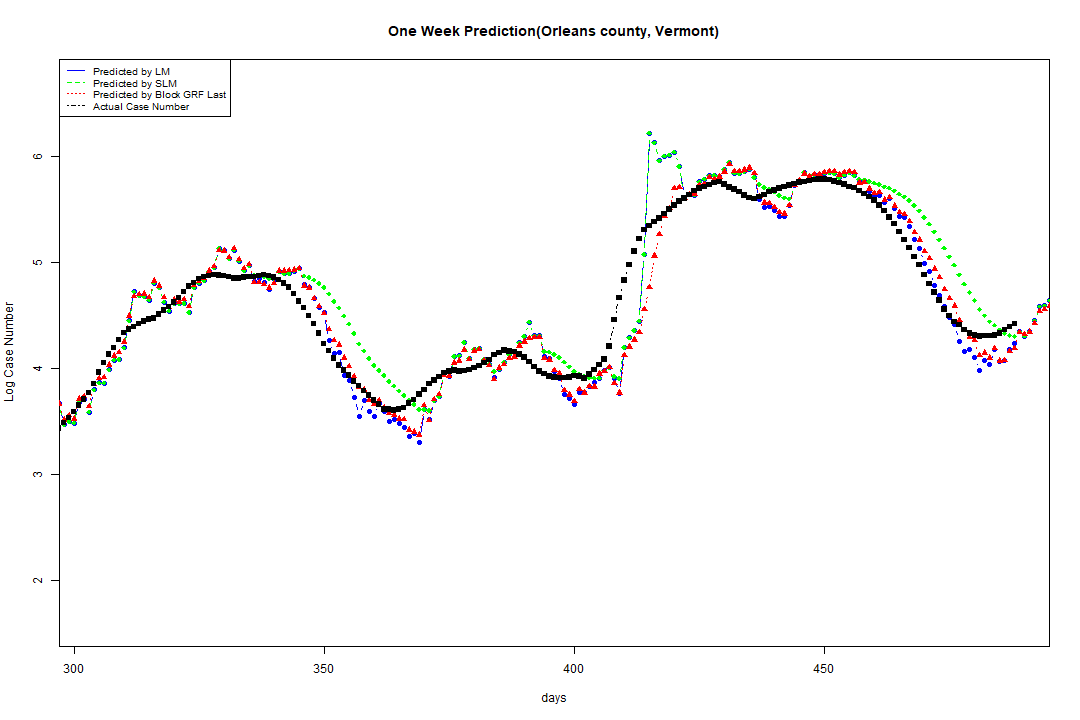 One Week Prediction(Orleans county, Vermont)
Predicted by LM
Predicted by SLM
Predicted by Block GRF Last
Actual Case Number
Log Case Number
6
5
4
3
2
300 350 400 450
days